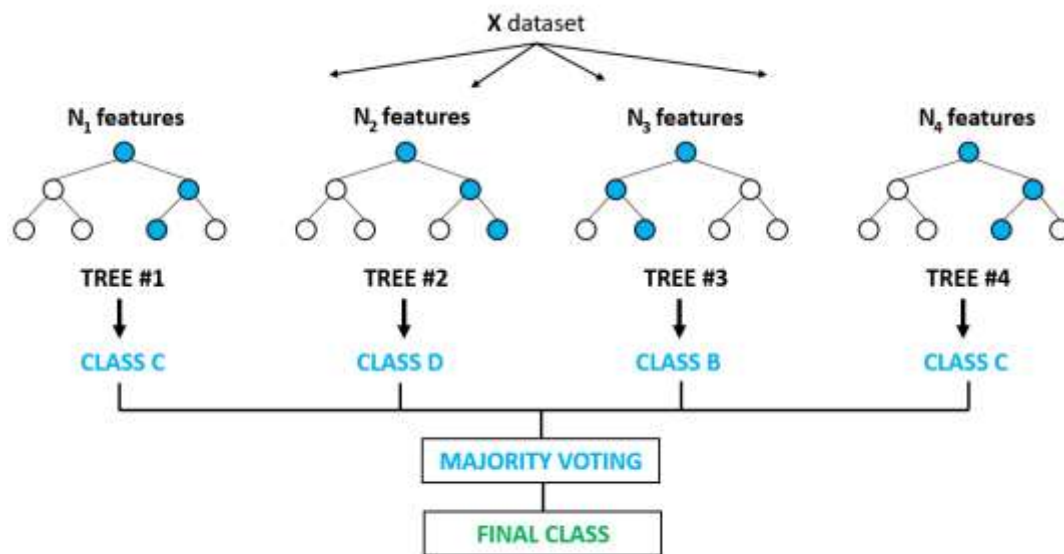 X dataset
N₁ features
N₂ features
N₃ features
N₄ features
TREE #1
TREE #2
TREE #3
TREE #4
CLASS C
CLASS D
CLASS B
CLASS C
MAJORITY VOTING
FINAL CLASS